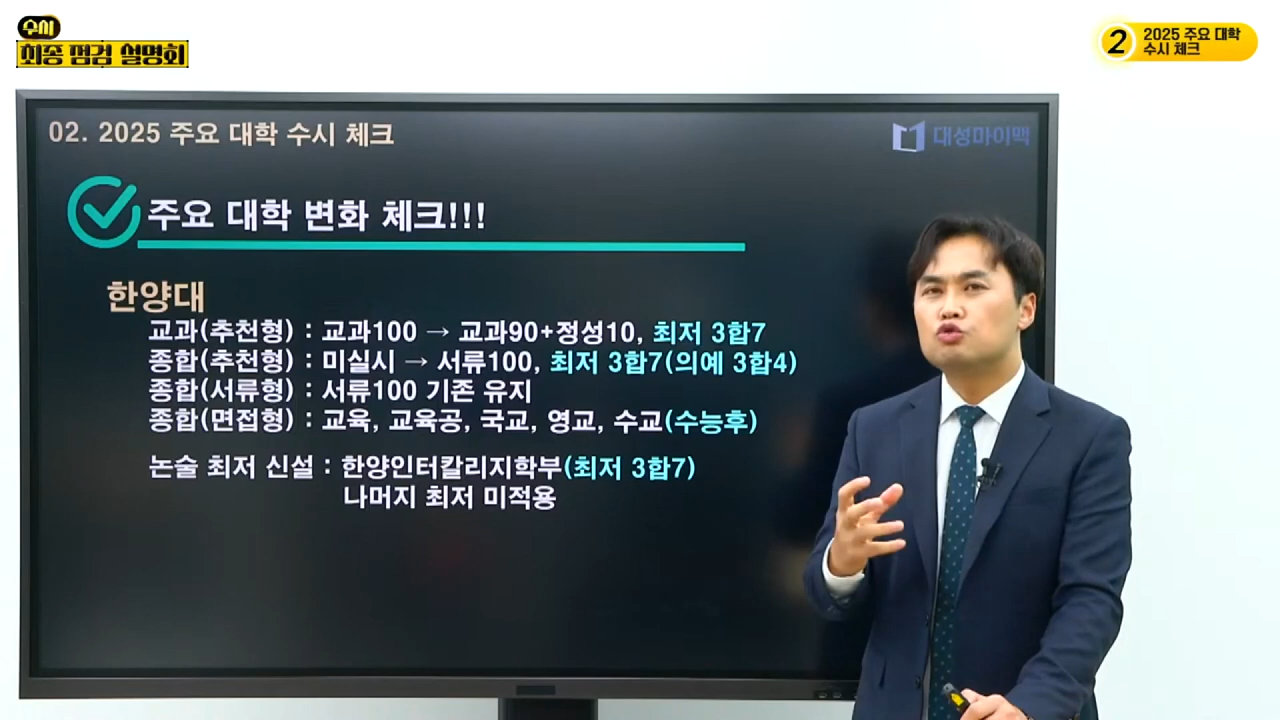 수시
최종 점검 설명회
2
2025 주요 대학
수시 체크
02. 2025 주요 대학 수시 체크
대성마이맥
주요 대학 변화 체크!!!
한양대
교과(추천형) : 교과100 → 교과90+정성10, 최저 3합7
종합(추천형) : 미실시 → 서류100, 최저 3합7(의예 3합4)
종합(서류형) : 서류100 기존 유지
종합(면접형) : 교육, 교육공, 국교, 영교, 수교(수능후)
논술 최저 신설 : 한양인터칼리지학부(최저 3합7)
나머지 최저 미적용